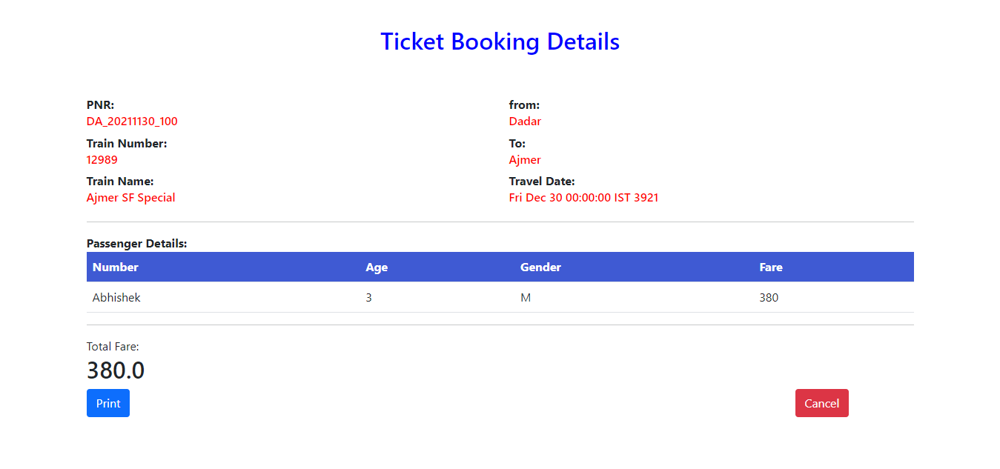 Ticket Booking Details
PNR:
DA_20211130_100
from:
Dadar
Train Number:
12989
To:
Ajmer
Train Name:
Ajmer SF Special
Travel Date:
Fri Dec 30 00:00:00 IST 3921
Passenger Details:
Number Age Gender Fare
Abhishek 3 M 380
Total Fare:
380.0
Print Cancel